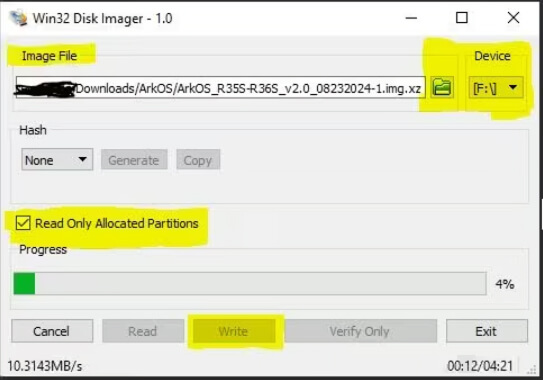 Win32 Disk Imager - 1.0
Image File
Device
Downloads/ArkOS/ArkOS_R35S-R36S_v2.0_08232024-1.img.xz
[F:\]
Hash
None
Generate
Copy
Read Only Allocated Partitions
Progress
4%
Cancel
Read
Write
Verify Only
Exit
10.3143MB/s
00:12/04:21